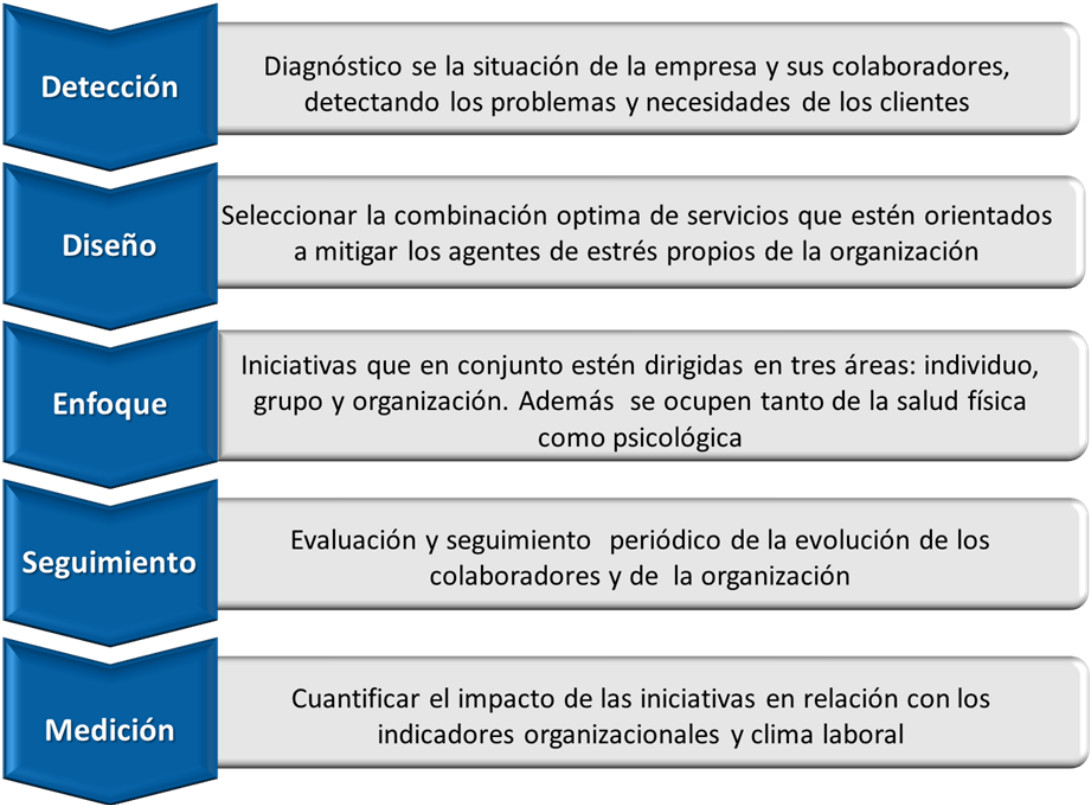 Detección
Diagnóstico se la situación de la empresa y sus colaboradores,
detectando los problemas y necesidades de los clientes
Diseño
Seleccionar la combinación optima de servicios que estén orientados
a mitigar los agentes de estrés propios de la organización
Enfoque
Iniciativas que en conjunto estén dirigidas en tres áreas: individuo,
grupo y organización. Además se ocupen tanto de la salud física
como psicológica
Seguimiento
Evaluación y seguimiento periódico de la evolución de los
colaboradores y de la organización
Medición
Cuantificar el impacto de las iniciativas en relación con los
indicadores organizacionales y clima laboral